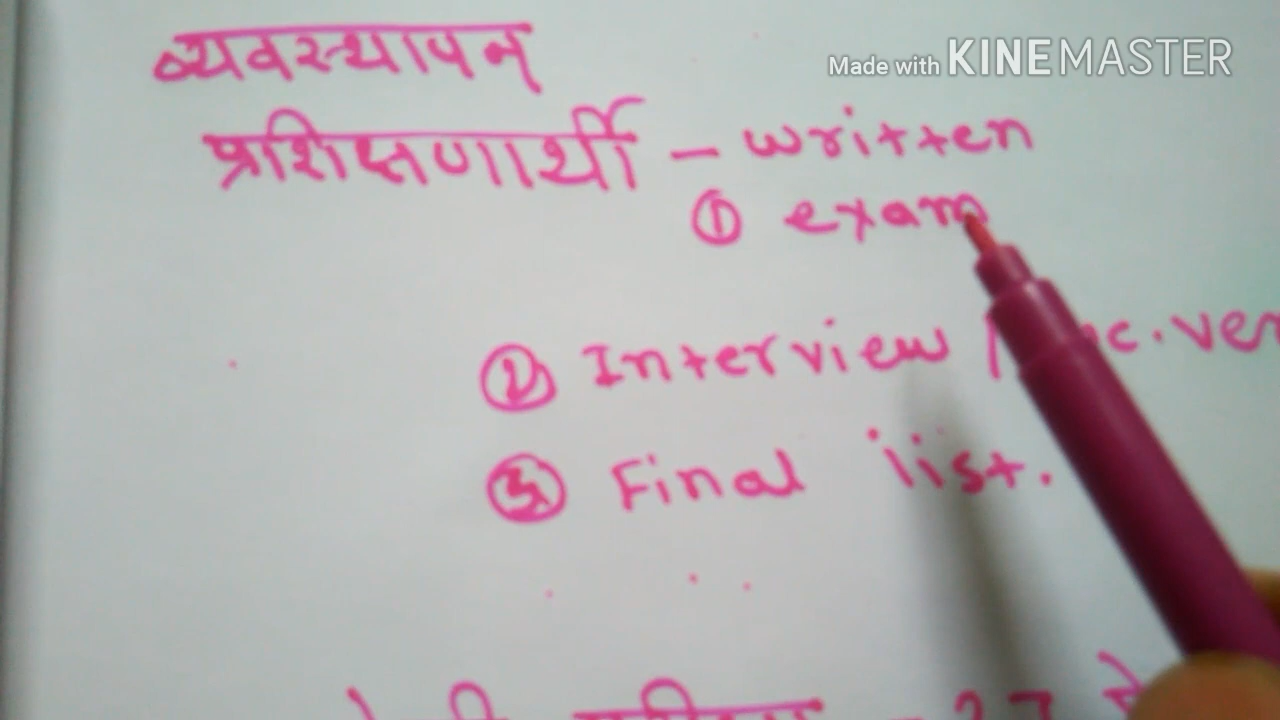 Made with KINEMASTER
व्यवस्थापन
प्रशिक्षणार्थी – written
① exam
② Interview /
③ Final list.